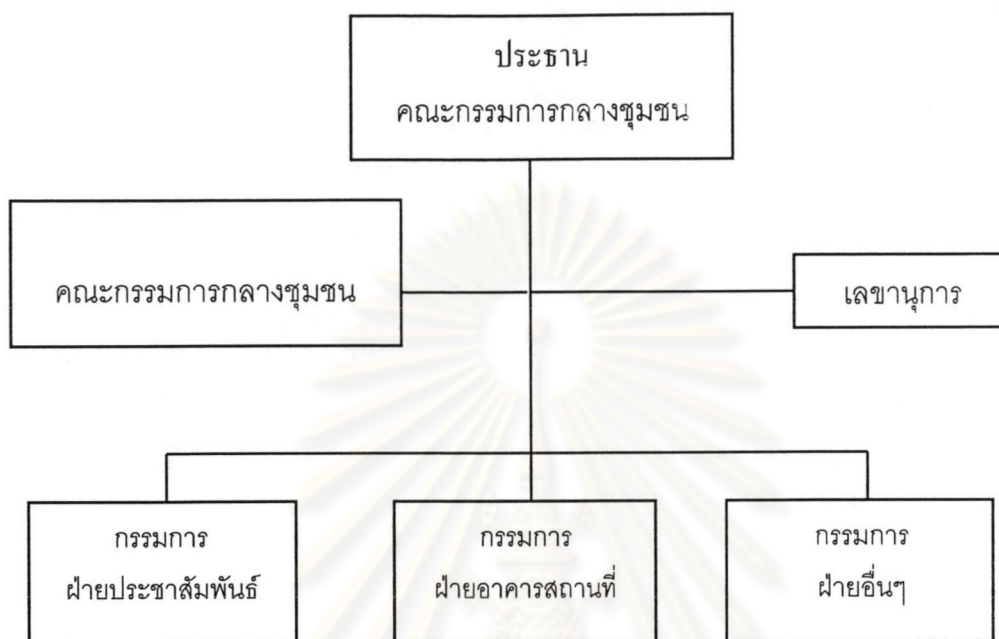 ประธาน
คณะกรรมการกลางชุมชน
คณะกรรมการกลางชุมชน
เลขานุการ
กรรมการ
ฝ่ายประชาสัมพันธ์
กรรมการ
ฝ่ายอาคารสถานที่
กรรมการ
ฝ่ายอื่นๆ